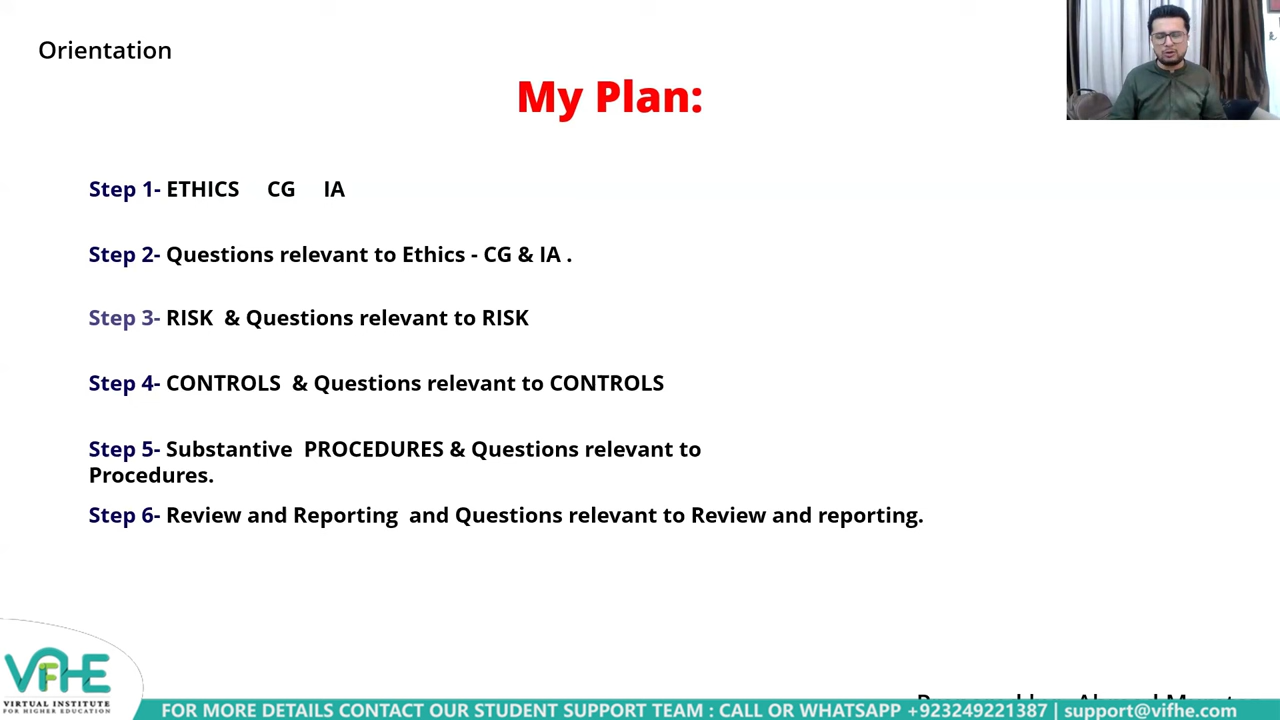 Orientation
My Plan:
Step 1- ETHICS CG IA
Step 2- Questions relevant to Ethics - CG & IA .
Step 3- RISK & Questions relevant to RISK
Step 4- CONTROLS & Questions relevant to CONTROLS
Step 5- Substantive PROCEDURES & Questions relevant to
Procedures.
Step 6- Review and Reporting and Questions relevant to Review and reporting.
VFHE
VIRTUAL INSTITUTE
FOR HIGHER EDUCATION
FOR MORE DETAILS CONTACT OUR STUDENT SUPPORT TEAM : CALL OR WHATSAPP +923249221387 | support@vifhe.com